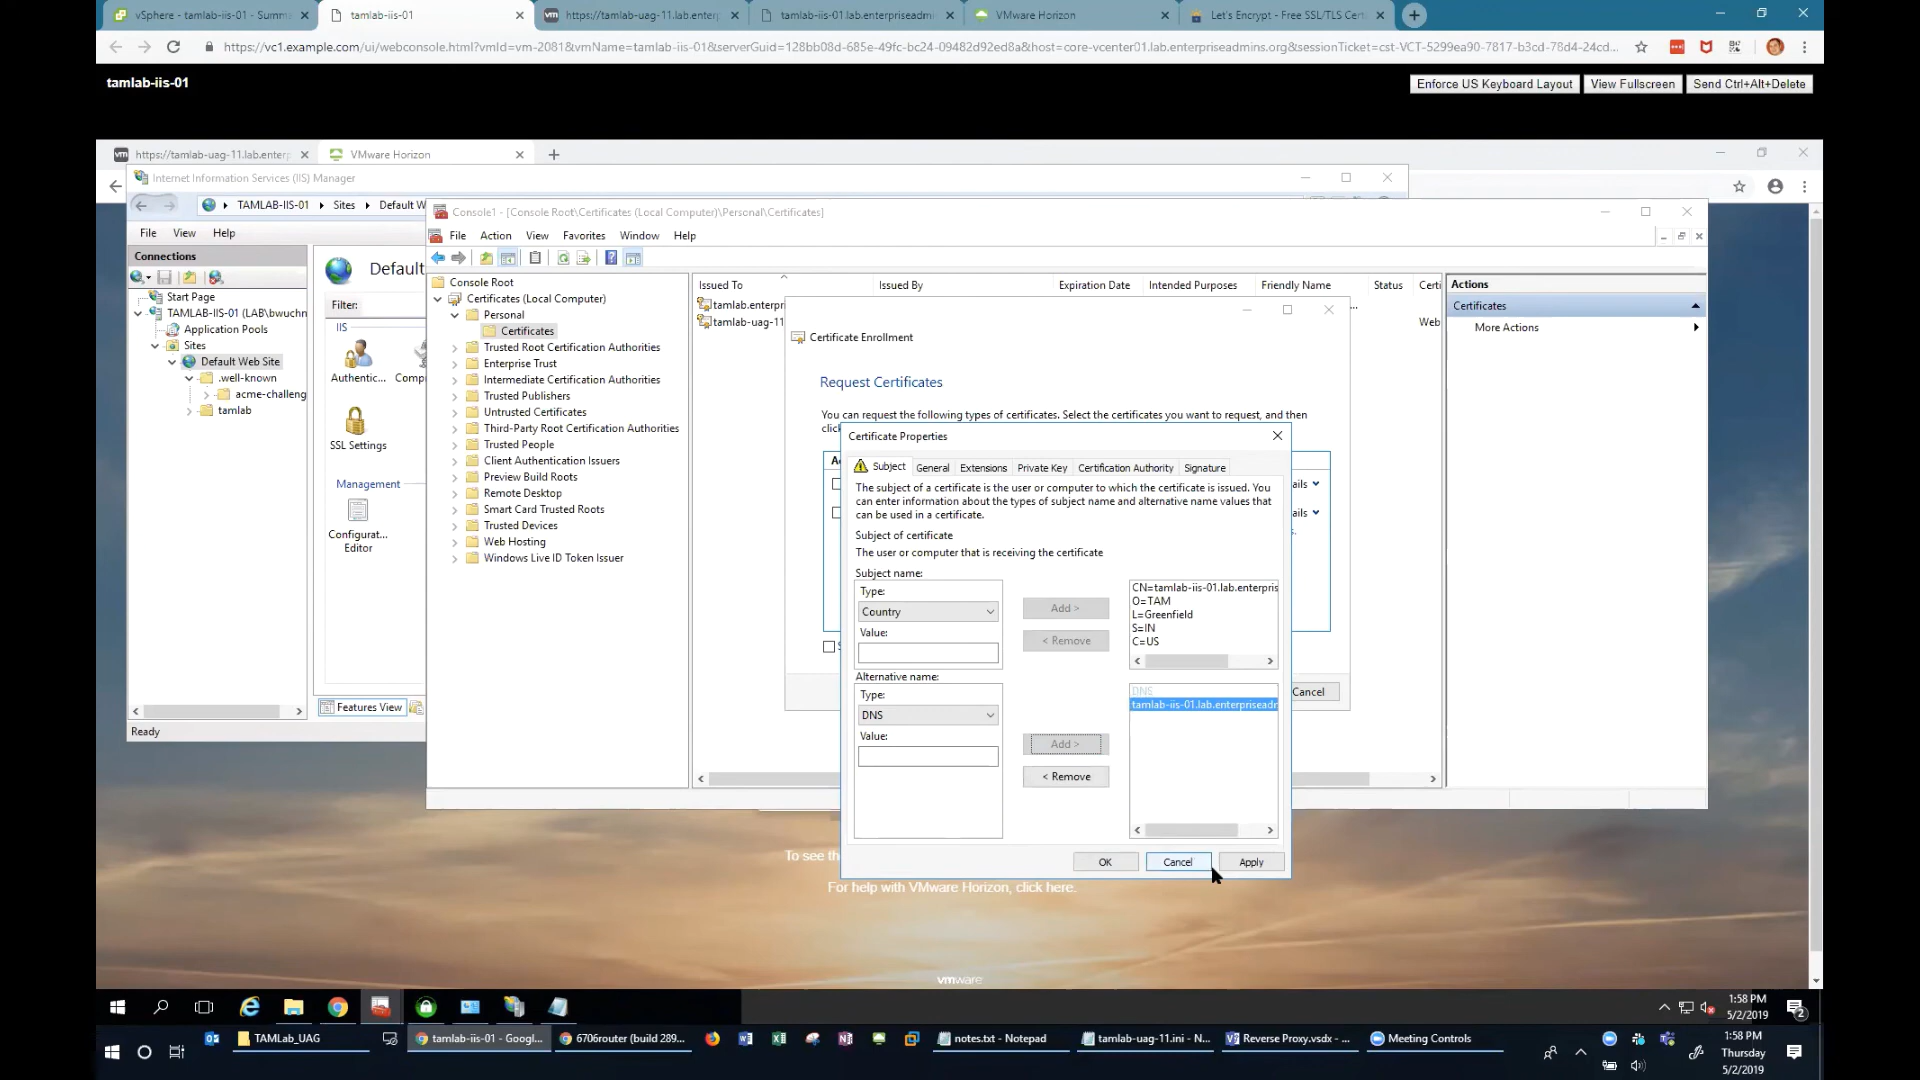 vSphere - tamlab-iis-01 - Summ
tamlab-iis-01
https://tamlab-uag-11.lab.enterp
tamlab-iis-01.lab.enterpriseadmi
VMware Horizon
Let's Encrypt - Free SSL/TLS Cert
https://vc1.example.com/ui/webconsole.html?vmId=vm-2081&vmName=tamlab-iis-01&serverGuid=128bb08d-685e-49fc-bc24-09482d92ed8a&host=core-vcenter01.lab.enterpriseadmins.org&sessionTicket=cst-VCT-5299ea90-7817-b3cd-78d4-24cd...
tamlab-iis-01
Enforce US Keyboard Layout
View Fullscreen
Send Ctrl+Alt+Delete
https://tamlab-uag-11.lab.enterp
VMware Horizon
Internet Information Services (IIS) Manager
TAMLAB-IIS-01
Sites
Default W
File
View
Help
Connections
Start Page
TAMLAB-IIS-01 (LAB\bwuchn
Application Pools
Sites
Default Web Site
.well-known
acme-challeng
tamlab
Default
Filter:
IIS
Authentic...
Comp
SSL Settings
Management
Configurat...
Editor
Features View
Ready
Console1 - [Console Root\Certificates (Local Computer)\Personal\Certificates]
File
Action
View
Favorites
Window
Help
Console Root
Certificates (Local Computer)
Personal
Certificates
Trusted Root Certification Authorities
Enterprise Trust
Intermediate Certification Authorities
Trusted Publishers
Untrusted Certificates
Third-Party Root Certification Authorities
Trusted People
Client Authentication Issuers
Preview Build Roots
Remote Desktop
Smart Card Trusted Roots
Trusted Devices
Web Hosting
Windows Live ID Token Issuer
Issued To
Issued By
Expiration Date
Intended Purposes
Friendly Name
Status
Certi
tamlab.enterpr
tamlab-uag-11
Web
Actions
Certificates
More Actions
Certificate Enrollment
Request Certificates
You can request the following types of certificates. Select the certificates you want to request, and then
clic
A
ails
ails
s.
Cancel
Certificate Properties
Subject
General
Extensions
Private Key
Certification Authority
Signature
The subject of a certificate is the user or computer to which the certificate is issued. You
can enter information about the types of subject name and alternative name values that
can be used in a certificate.
Subject of certificate
The user or computer that is receiving the certificate
Subject name:
Type:
Country
Value:
Add >
< Remove
CN=tamlab-iis-01.lab.enterpris
O=TAM
L=Greenfield
S=IN
C=US
Alternative name:
Type:
DNS
Value:
Add >
< Remove
DNS
tamlab-iis-01.lab.enterpriseadr
OK
Cancel
Apply
To see the
For help with VMware Horizon, click here.
vmware
1:58 PM
5/2/2019
2
TAMLab_UAG
tamlab-iis-01 - Googl...
6706router (build 289...
notes.txt - Notepad
tamlab-uag-11.ini - N...
Reverse Proxy.vsdx - ...
Meeting Controls
1:58 PM
Thursday
5/2/2019